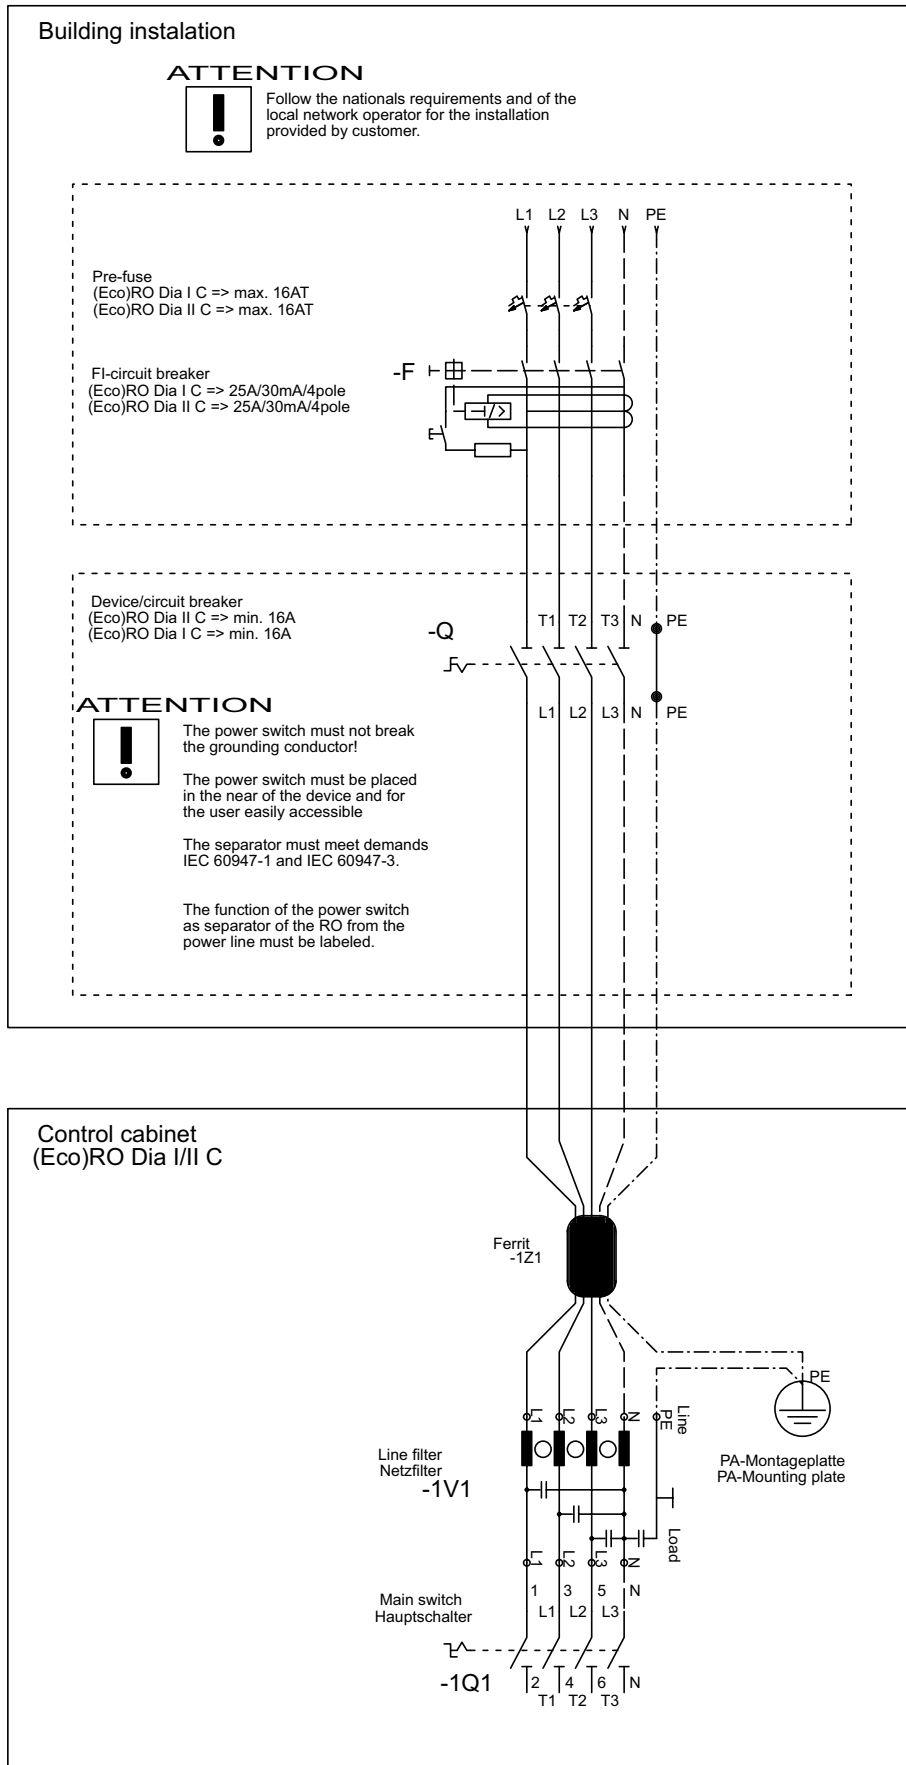 Building instalation
ATTENTION
Follow the nationals requirements and of the
local network operator for the installation
provided by customer.
L1 L2 L3 N PE
Pre-fuse
(Eco)RO Dia I C => max. 16AT
(Eco)RO Dia II C => max. 16AT
FI-circuit breaker
(Eco)RO Dia I C => 25A/30mA/4pole
(Eco)RO Dia II C => 25A/30mA/4pole
-F
Device/circuit breaker
(Eco)RO Dia II C => min. 16A
(Eco)RO Dia I C => min. 16A
-Q
T1 T2 T3 N PE
L1 L2 L3 N PE
ATTENTION
The power switch must not break
the grounding conductor!
The power switch must be placed
in the near of the device and for
the user easily accessible
The separator must meet demands
IEC 60947-1 and IEC 60947-3.
The function of the power switch
as separator of the RO from the
power line must be labeled.
Control cabinet
(Eco)RO Dia I/II C
Ferrit
-1Z1
PE
L1 L2 L3 N PE Line
PA-Montageplatte
PA-Mounting plate
Line filter
Netzfilter
-1V1
L1 L2 L3 N Load
1 3 5 N
L1 L2 L3
Main switch
Hauptschalter
-1Q1
2 4 6 N
T1 T2 T3